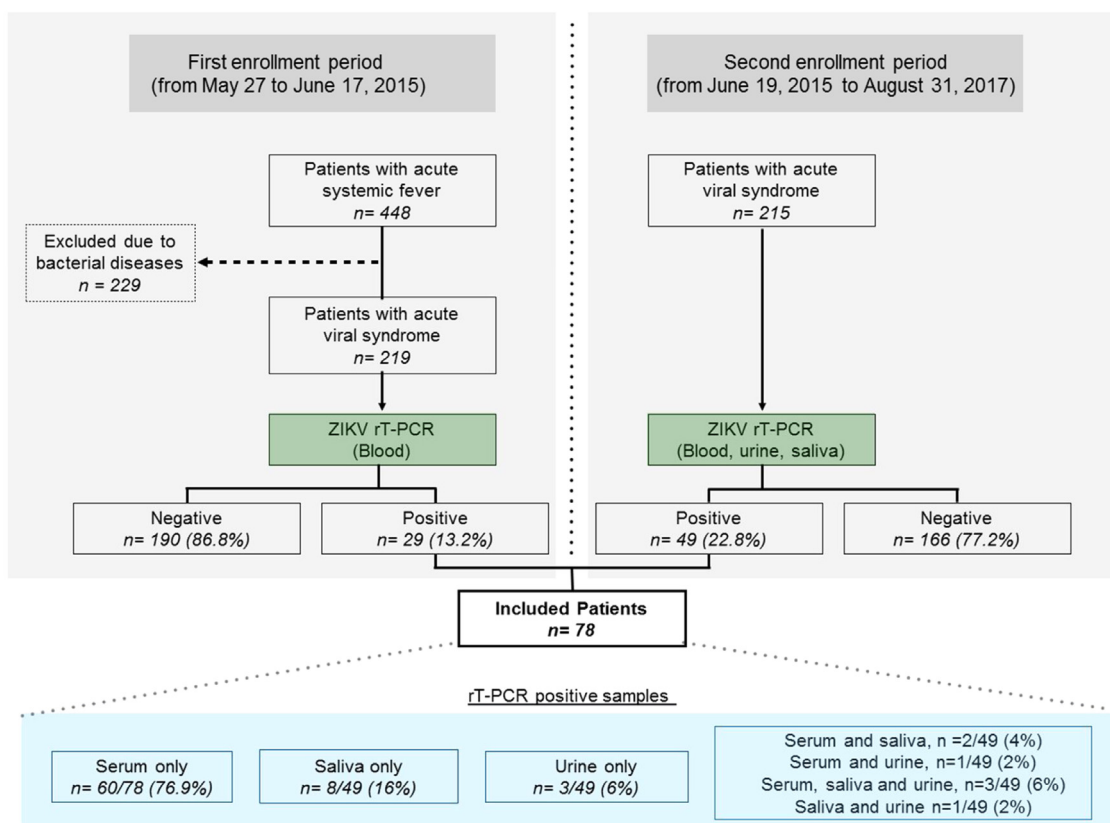 First enrollment period
(from May 27 to June 17, 2015)
Second enrollment period
(from June 19, 2015 to August 31, 2017)
Patients with acute
systemic fever
n= 448
Excluded due to
bacterial diseases
n = 229
Patients with acute
viral syndrome
n= 219
ZIKV rT-PCR
(Blood)
Negative
n= 190 (86.8%)
Positive
n= 29 (13.2%)
Patients with acute
viral syndrome
n= 215
ZIKV rT-PCR
(Blood, urine, saliva)
Positive
n= 49 (22.8%)
Negative
n= 166 (77.2%)
Included Patients
n= 78
rT-PCR positive samples
Serum only
n= 60/78 (76.9%)
Saliva only
n= 8/49 (16%)
Urine only
n= 3/49 (6%)
Serum and saliva, n =2/49 (4%)
Serum and urine, n=1/49 (2%)
Serum, saliva and urine, n=3/49 (6%)
Saliva and urine n=1/49 (2%)